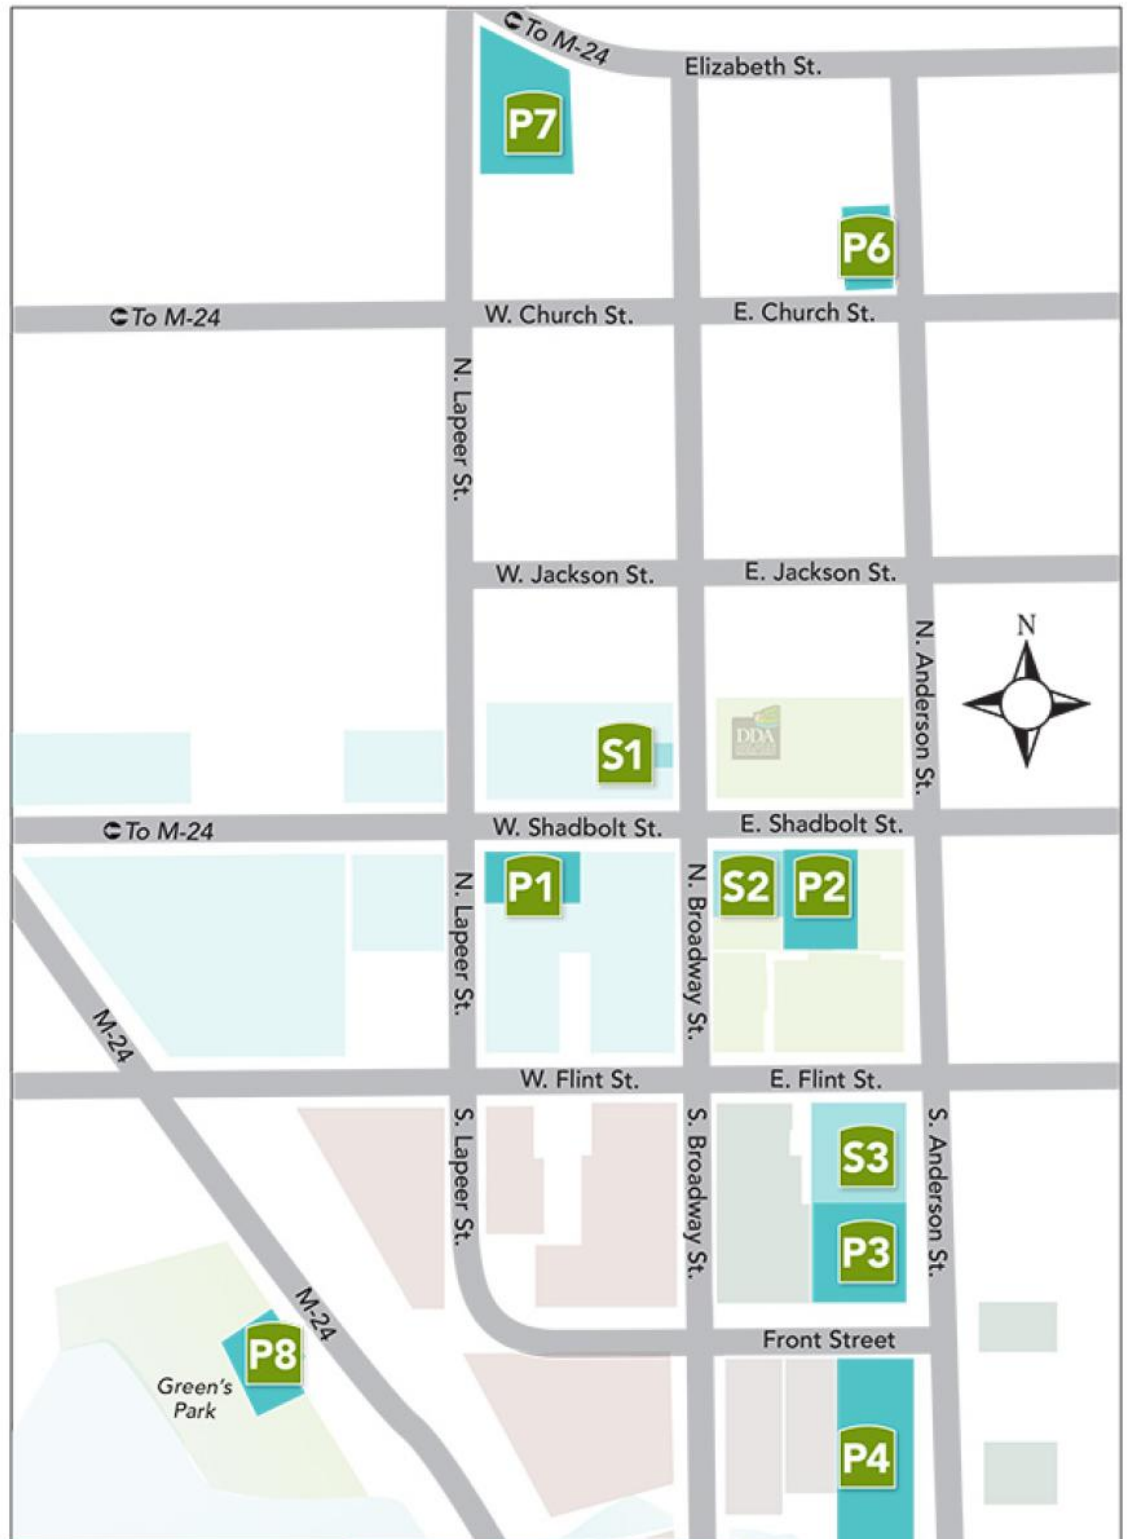 To M-24
Elizabeth St.
P7
P6
To M-24
W. Church St.
E. Church St.
N. Lapeer St.
W. Jackson St.
E. Jackson St.
N
N. Anderson St.
S1
DDA
To M-24
W. Shadbolt St.
E. Shadbolt St.
P1
S2
P2
N. Lapeer St.
N. Broadway St.
M-24
W. Flint St.
E. Flint St.
S. Lapeer St.
S. Broadway St.
S. Anderson St.
S3
P3
M-24
P8
Front Street
Green's
Park
P4